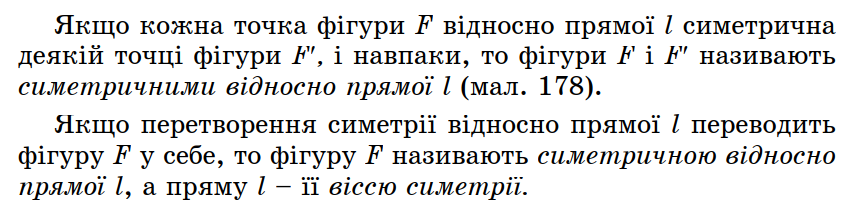 Якщо кожна точка фігури F відносно прямої l симетрична
деякій точці фігури F′, і навпаки, то фігури F і F′ називають
симетричними відносно прямої l (мал. 178).
Якщо перетворення симетрії відносно прямої l переводить
фігуру F у себе, то фігуру F називають симетричною відносно
прямої l, а пряму l – її віссю симетрії.